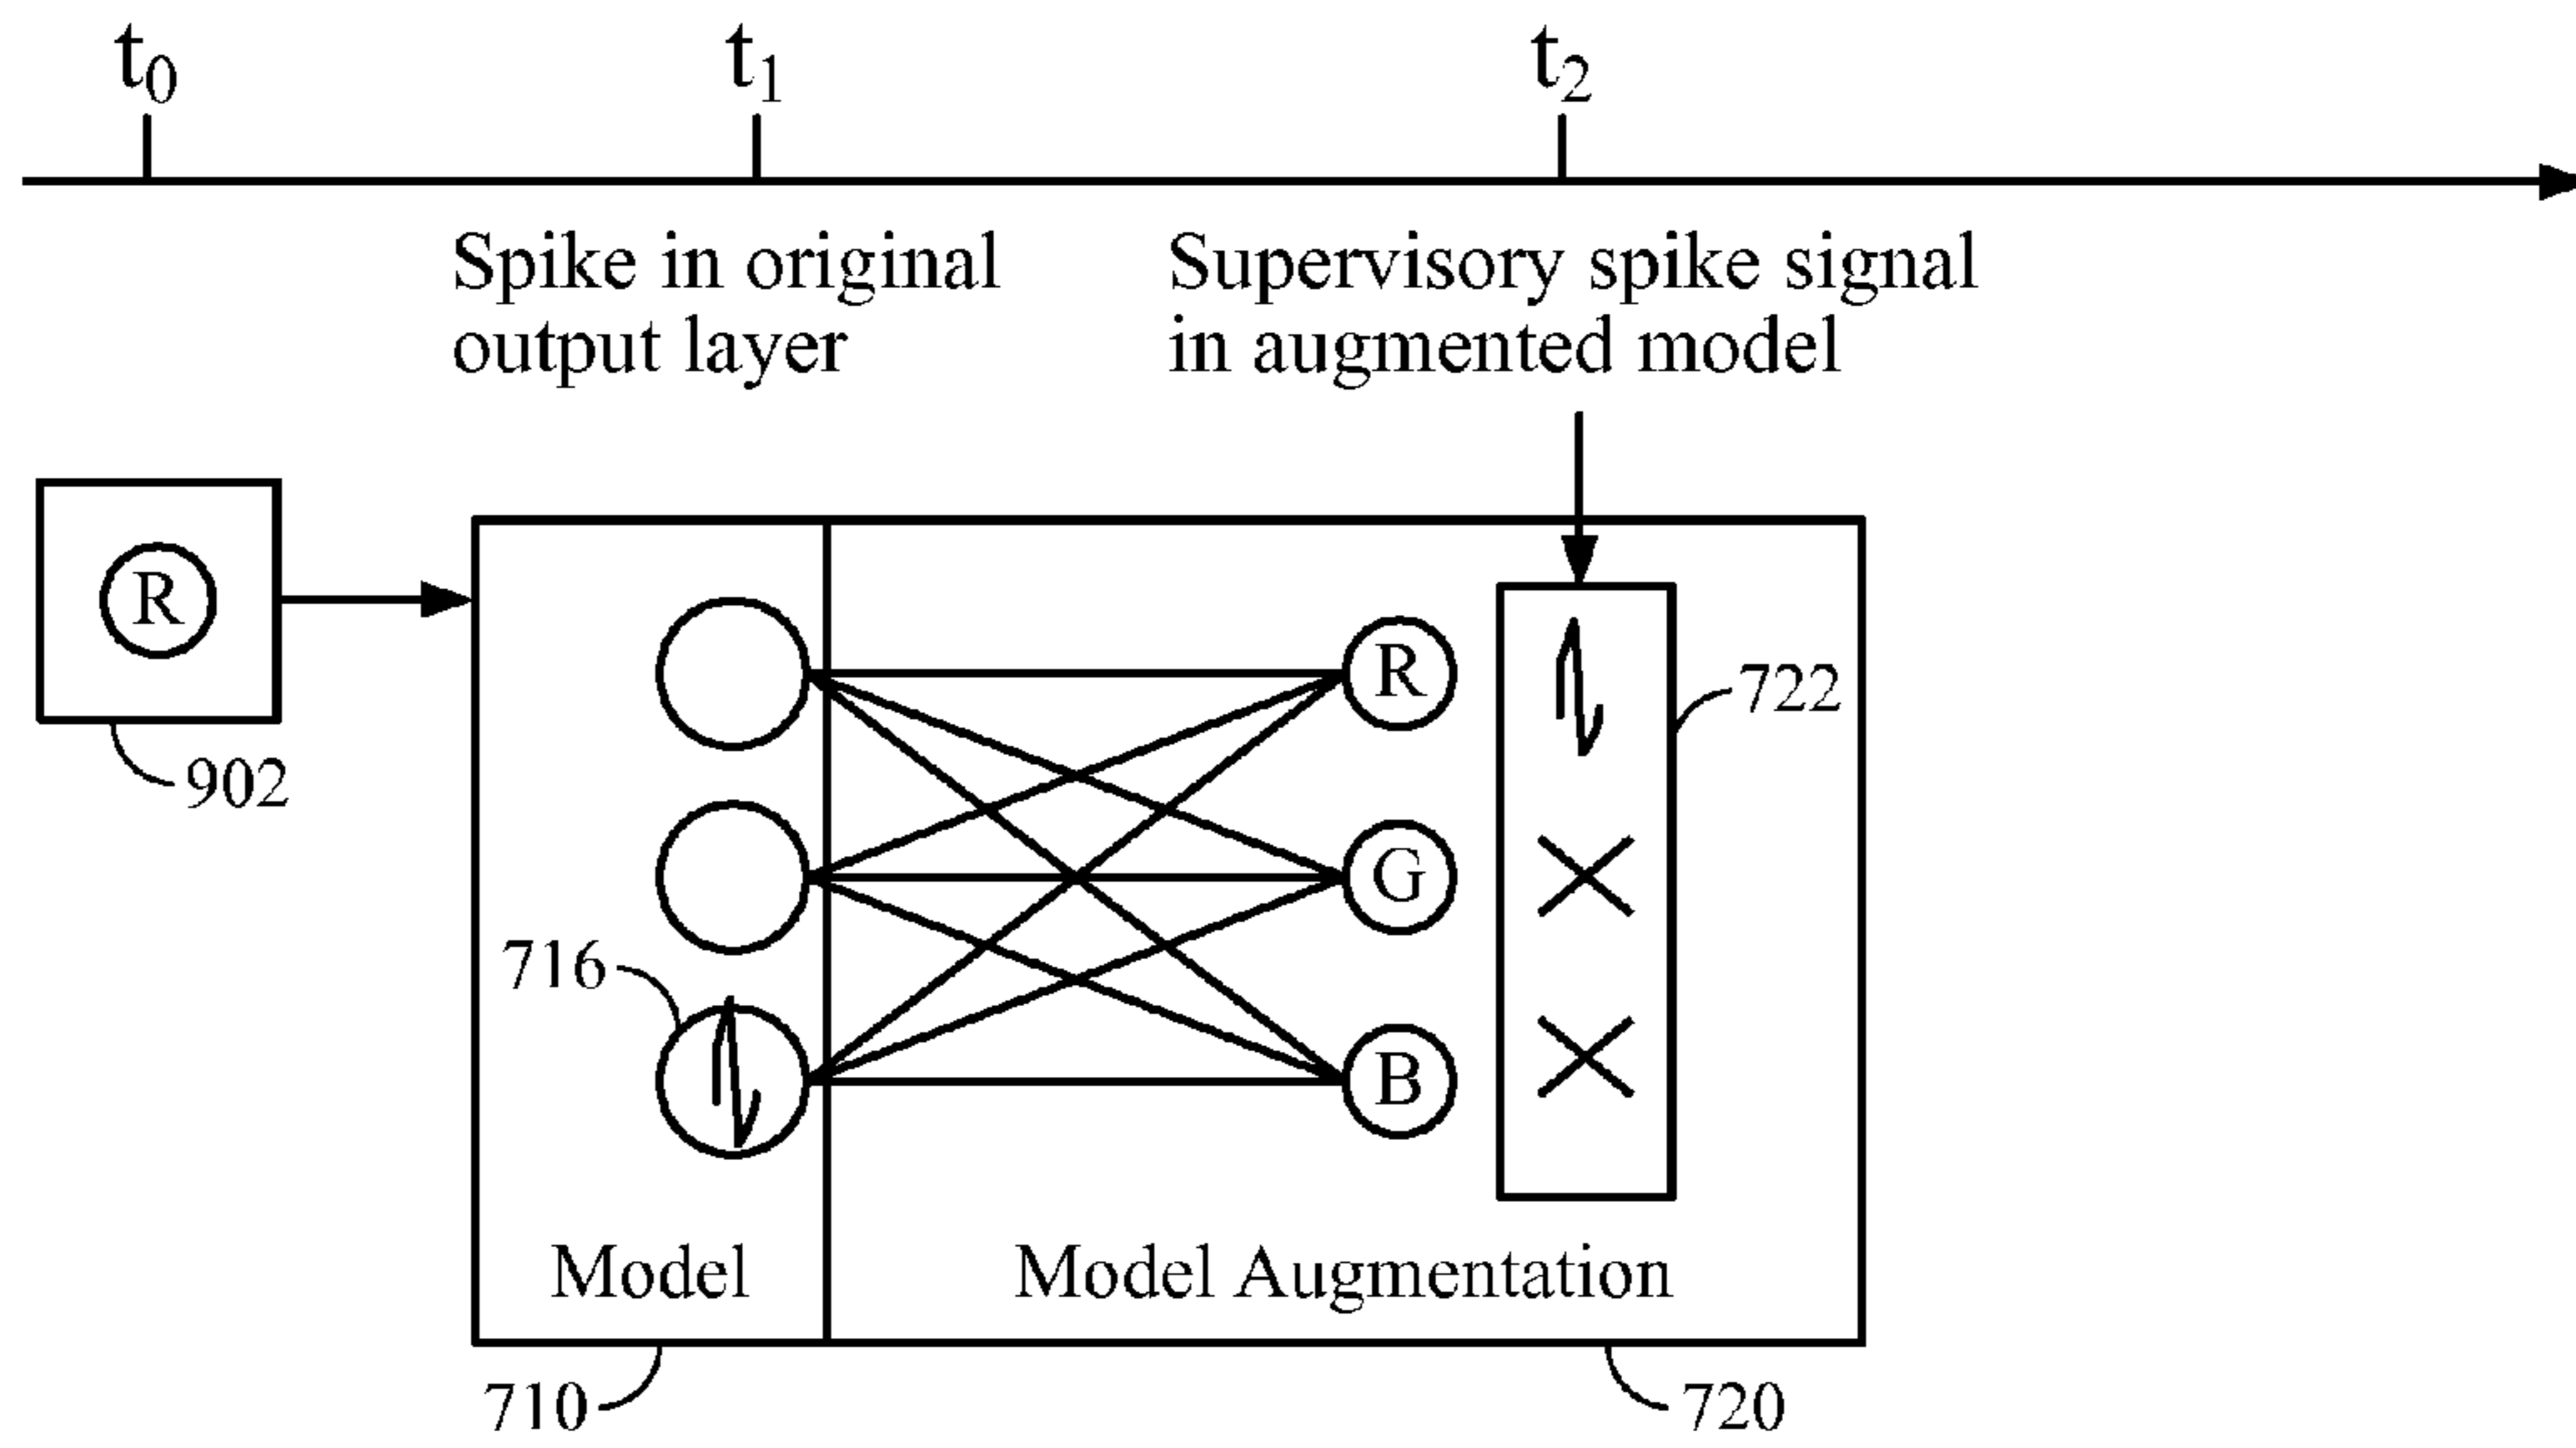 t0 t1 t2
Spike in original
output layer
Supervisory spike signal
in augmented model
R
902
716
R
G
B
722
Model
Model Augmentation
710
720